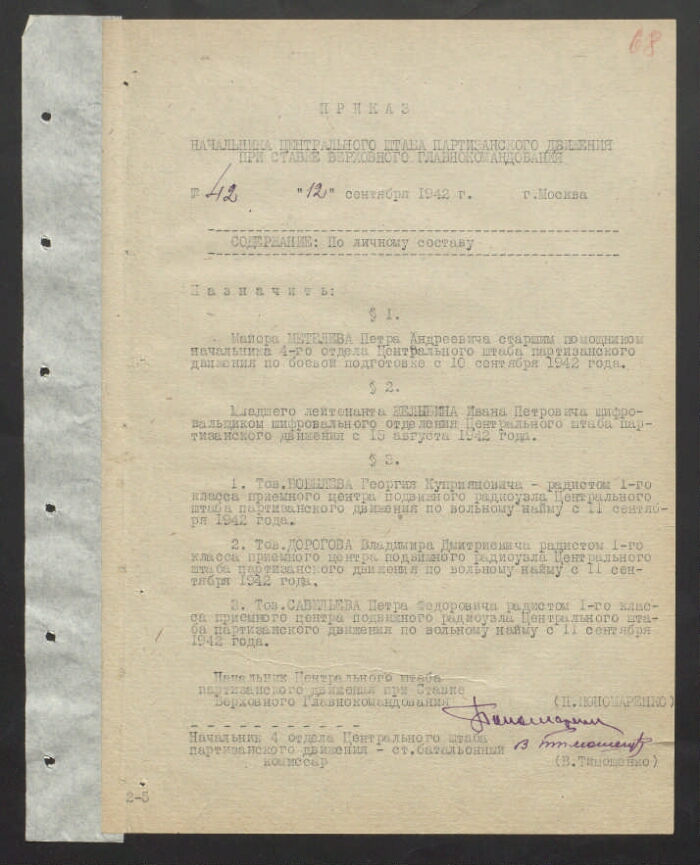 68
ПРИКАЗ
НАЧАЛЬНИКА ЦЕНТРАЛЬНОГО ШТАБА ПАРТИЗАНСКОГО ДВИЖЕНИЯ
ПРИ СТАВКЕ ВЕРХОВНОГО ГЛАВНОКОМАНДОВАНИЯ
№ 42 "12" сентября 1942 г. г.Москва
СОДЕРЖАНИЕ: По личному составу
Назначить:
§ 1.
Майора МЕТЕЛЕВА Петра Андреевича старшим помощником
начальника 4-го отдела Центрального штаба партизанского
движения по боевой подготовке с 10 сентября 1942 года.
§ 2.
Младшего лейтенанта Ивана Петровича шифро-
вальщиком шифровального отделения Центрального штаба пар-
тизанского движения с 15 августа 1942 года.
§ 3.
1. Тов. Георгия Куприяновича - радистом 1-го
класса приемного центра подвижного радиоузла Центрального
штаба партизанского движения по вольному найму с 11 сентяб-
ря 1942 года.
2. Тов.ДОРОГОВА Владимира Дмитриевича радистом 1-го
класса приемного центра подвижного радиоузла Центрального
штаба партизанского движения по вольному найму с 11 сен-
тября 1942 года.
3. Тов.САВЕЛЬЕВА Петра Федоровича радистом 1-го клас-
са приемного центра подвижного радиоузла Центрального шта-
ба партизанского движения по вольному найму с 11 сентября
1942 года.
Начальник Центрального штаба
партизанского движения при Ставке
Верховного Главнокомандования (П.ПОНОМАРЕНКО)
Начальник 4 отдела Центрального штаба
партизанского движения - ст.батальонный
комиссар (В.Тимошенко)
2-5